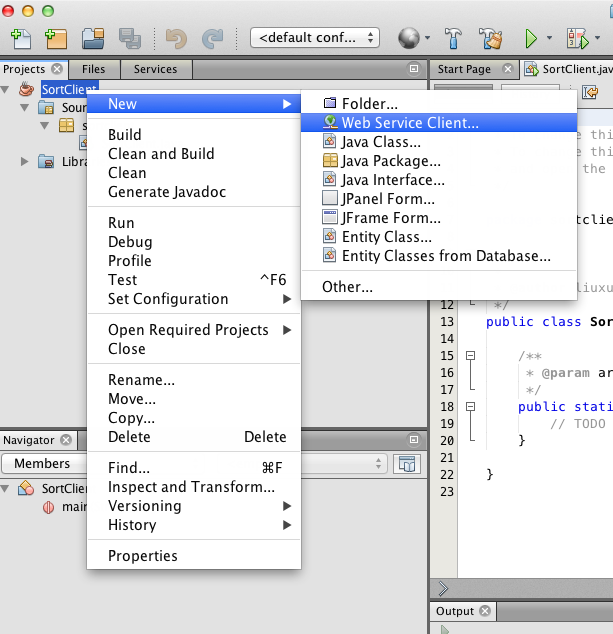 <default conf...
Projects Files Services
Start Page SortClient.jav
SortClient
Sour
s
Libra
New
Build
Clean and Build
Clean
Generate Javadoc
Run
Debug
Profile
Test ^F6
Set Configuration
Open Required Projects
Close
Rename...
Move...
Copy...
Delete Delete
Find... ⌘F
Inspect and Transform...
Versioning
History
Properties
Folder...
Web Service Client...
Java Class...
Java Package...
Java Interface...
JPanel Form...
JFrame Form...
Entity Class...
Entity Classes from Database...
Other...
e thi
e thi
the
tclie
liuxu
12 */
13 public class Sor
14
15 /**
16 * @param ar
17 */
18 public stati
19 // TODO
20 }
21
22 }
23
Navigator
Members
SortClie
main
Output